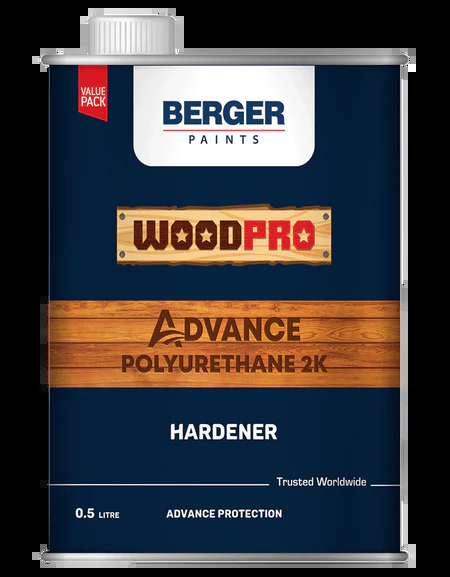 VALUE
PACK
BERGER
PAINTS
WOODPRO
ADVANCE
POLYURETHANE 2K
HARDENER
Trusted Worldwide
0.5 LITRE
ADVANCE PROTECTION